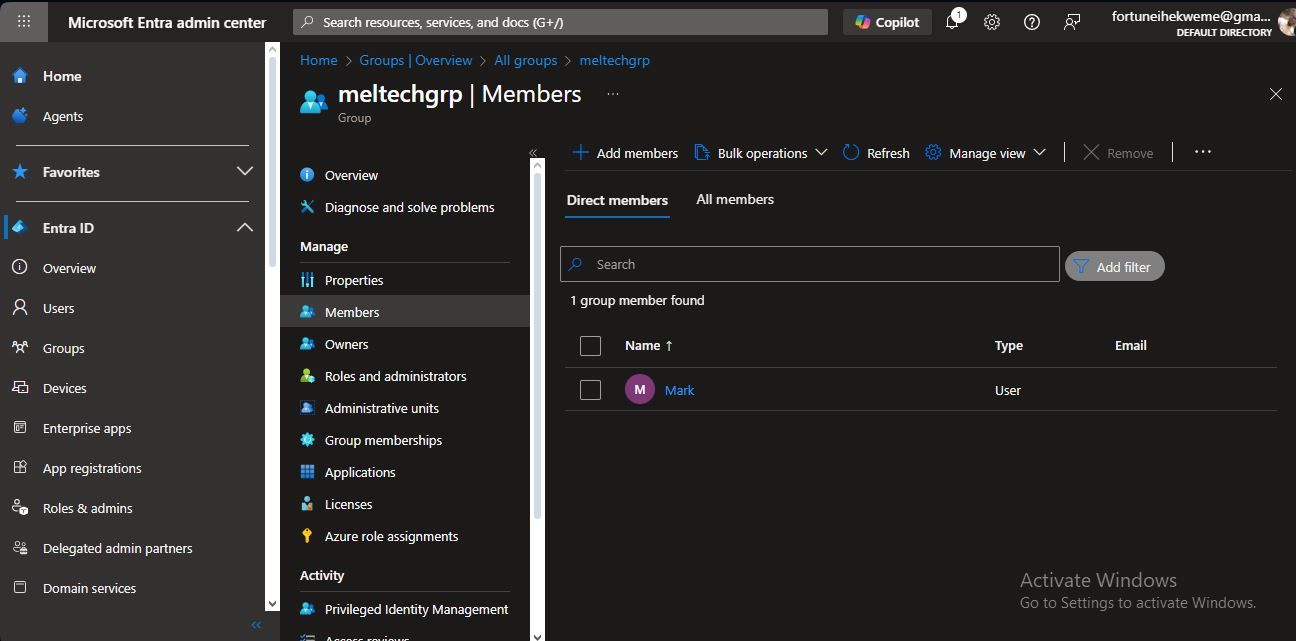 Microsoft Entra admin center
Search resources, services, and docs (G+/)
Copilot
1
fortuneihekweme@gma...
DEFAULT DIRECTORY
Home
Agents
Favorites
Entra ID
Overview
Users
Groups
Devices
Enterprise apps
App registrations
Roles & admins
Delegated admin partners
Domain services
«
Home > Groups | Overview > All groups > meltechgrp
meltechgrp | Members ...
Group
«
Overview
Diagnose and solve problems
Manage
Properties
Members
Owners
Roles and administrators
Administrative units
Group memberships
Applications
Licenses
Azure role assignments
Activity
Privileged Identity Management
Access reviews
Add members Bulk operations Refresh Manage view Remove ...
Direct members All members
Search
Add filter
1 group member found
Name ↑ Type Email
M Mark User
Activate Windows
Go to Settings to activate Windows.